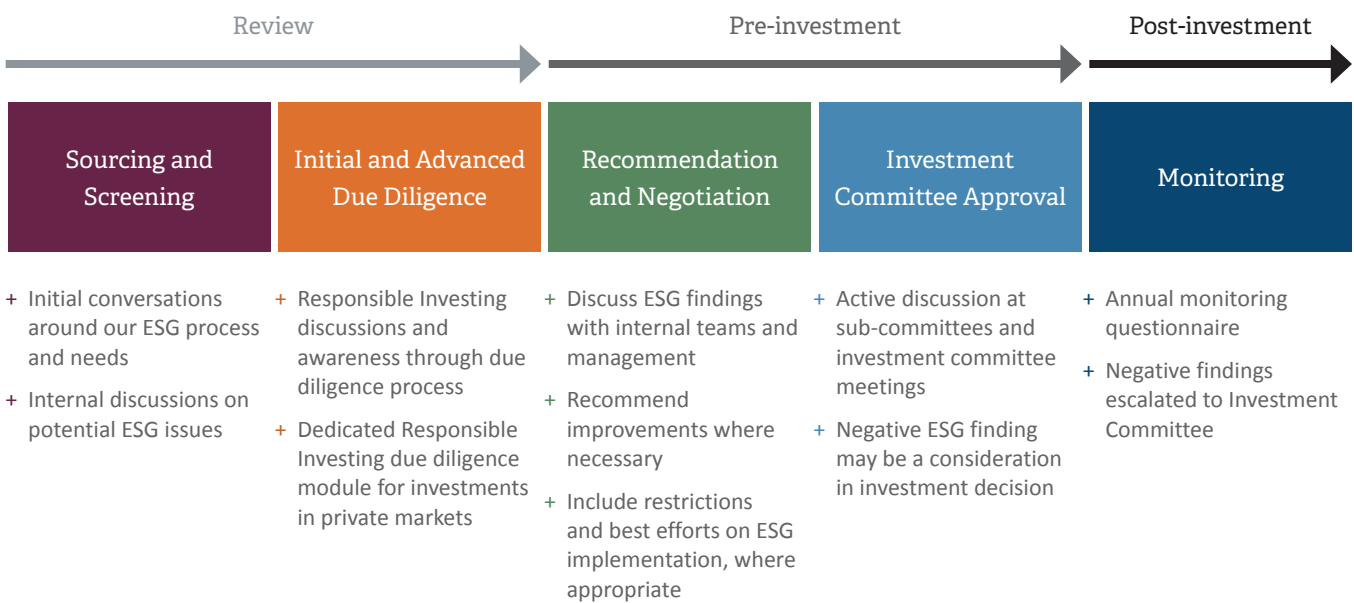 Review
Pre-investment
Post-investment
Sourcing and
Screening
Initial and Advanced
Due Diligence
Recommendation
and Negotiation
Investment
Committee Approval
Monitoring
+ Initial conversations
around our ESG process
and needs
+ Internal discussions on
potential ESG issues
+ Responsible Investing
discussions and
awareness through due
diligence process
+ Dedicated Responsible
Investing due diligence
module for investments
in private markets
+ Discuss ESG findings
with internal teams and
management
+ Recommend
improvements where
necessary
+ Include restrictions
and best efforts on ESG
implementation, where
appropriate
+ Active discussion at
sub-committees and
investment committee
meetings
+ Negative ESG finding
may be a consideration
in investment decision
+ Annual monitoring
questionnaire
+ Negative findings
escalated to Investment
Committee